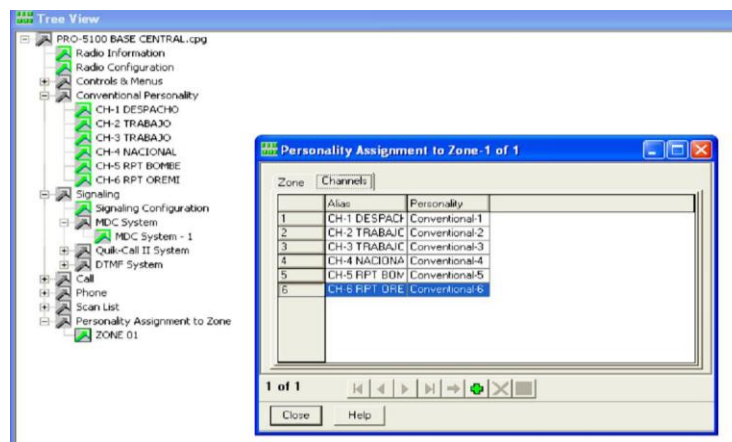 Tree View
PRO-5100 BASE CENTRAL.cpg
Radio Information
Radio Configuration
Controls & Menus
Conventional Personality
CH-1 DESPACHO
CH-2 TRABAJO
CH-3 TRABAJO
CH-4 NACIONAL
CH-5 RPT BOMBE
CH-6 RPT OREMI
Signaling
Signaling Configuration
MDC System
MDC System - 1
Quik-Call II System
DTMF System
Call
Phone
Scan List
Personality Assignment to Zone
ZONE 01
Personality Assignment to Zone-1 of 1
Zone Channels
Alias Personality
1 CH-1 DESPACH Conventional-1
2 CH-2 TRABAJC Conventional-2
3 CH-3 TRABAJC Conventional-3
4 CH-4 NACIONA Conventional-4
5 CH-5 RPT BOM Conventional-5
6 CH-6 RPT ORE Conventional-6
1 of 1
Close Help